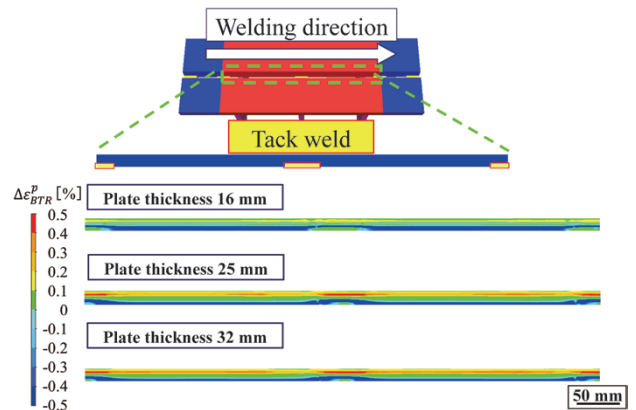 Welding direction
Tack weld
Δε^p_BTR [%]
Plate thickness 16 mm
0.5
0.4
0.3
0.2
0.1
0
-0.1
-0.2
-0.3
-0.4
-0.5
Plate thickness 25 mm
Plate thickness 32 mm
50 mm